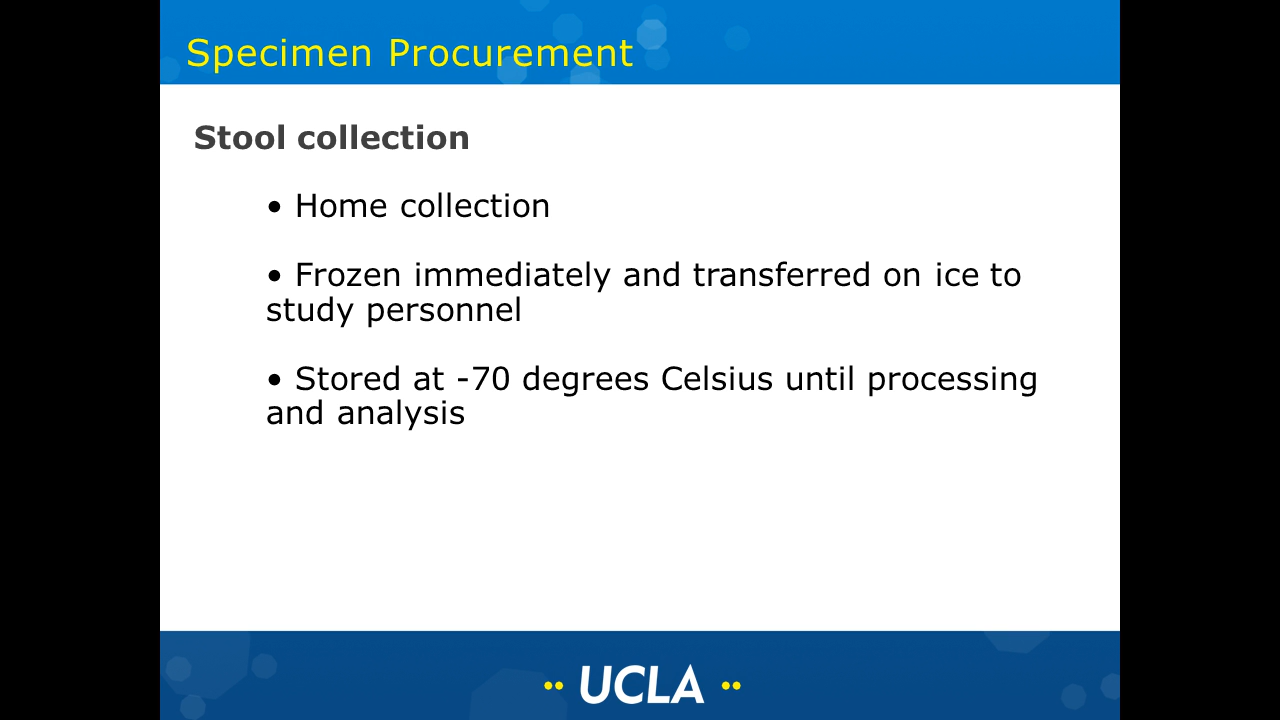 Specimen Procurement
Stool collection
• Home collection
• Frozen immediately and transferred on ice to
study personnel
• Stored at -70 degrees Celsius until processing
and analysis
UCLA